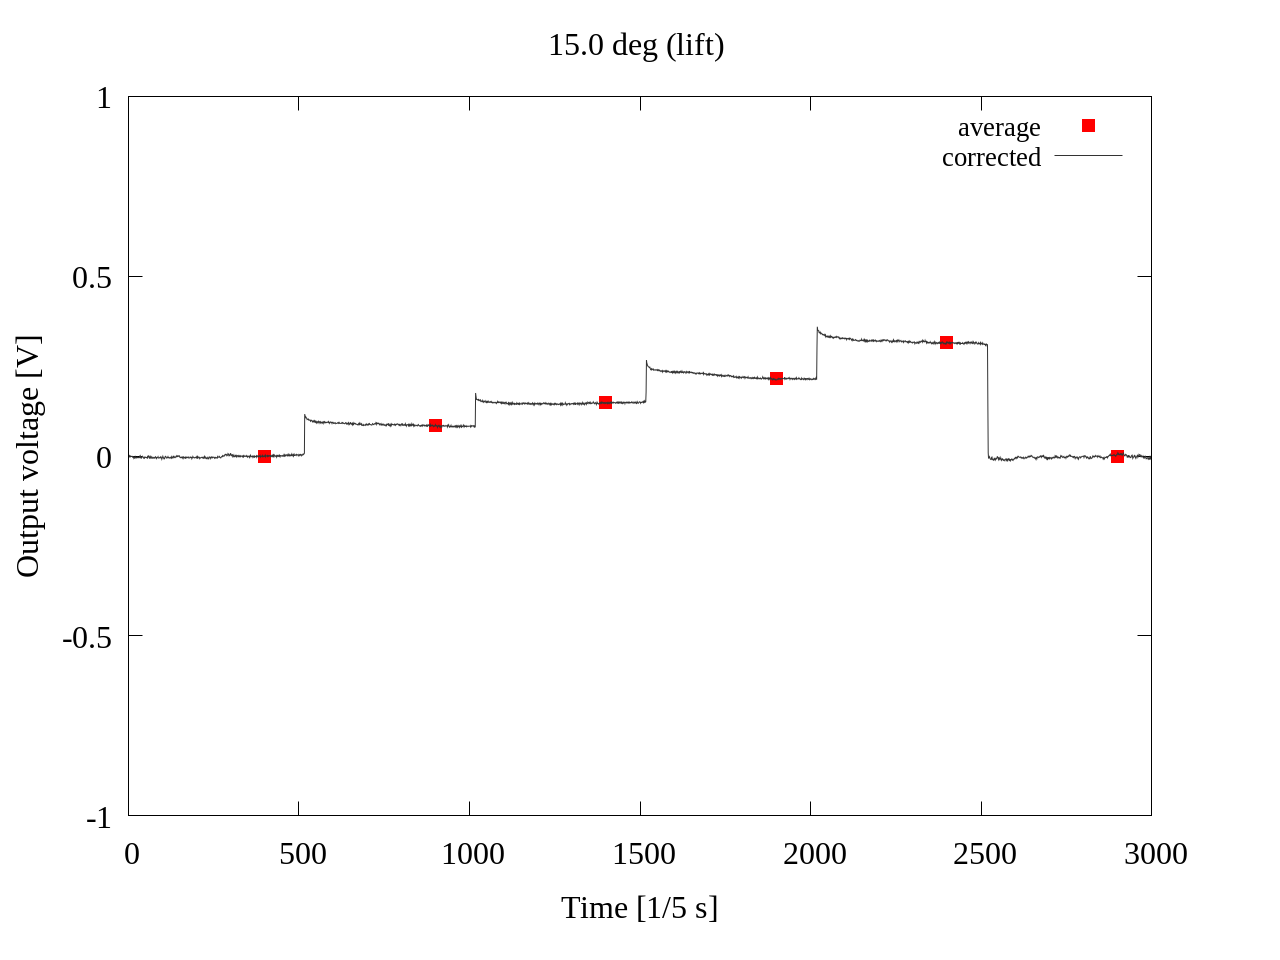 15.0 deg (lift)
1
0.5
0
-0.5
-1
Output voltage [V]
average
corrected
0 500 1000 1500 2000 2500 3000
Time [1/5 s]